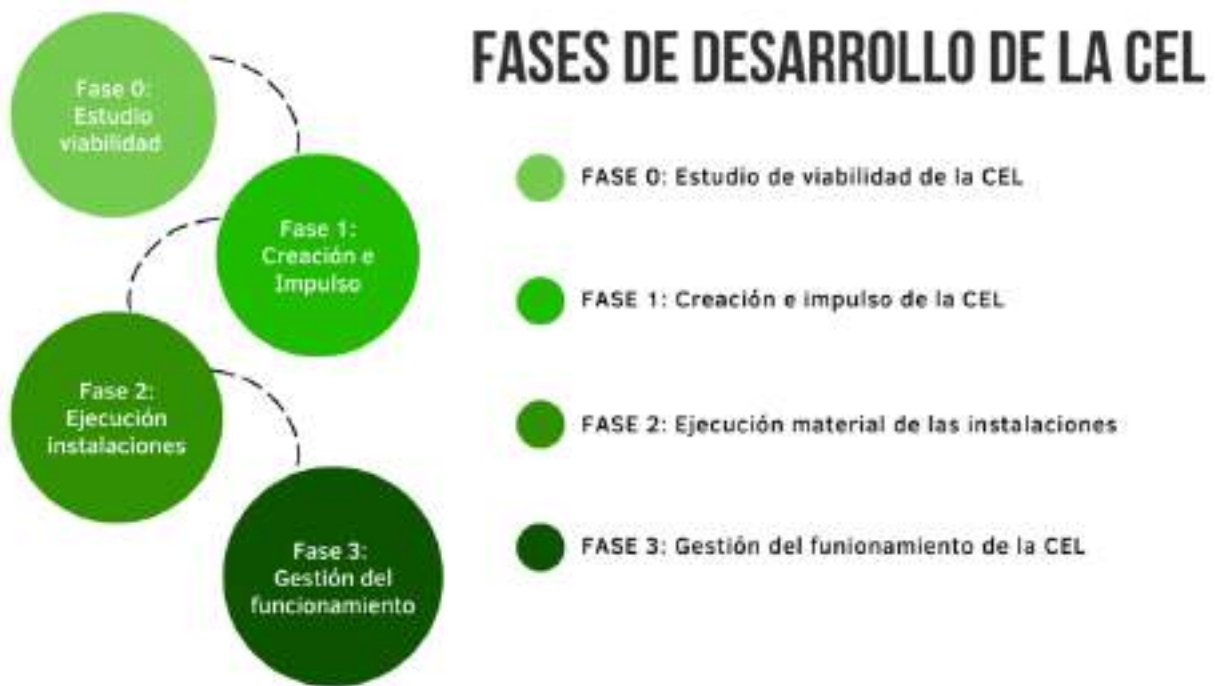 FASES DE DESARROLLO DE LA CEL
Fase 0:
Estudio
viabilidad
Fase 1:
Creación e
Impulso
Fase 2:
Ejecución
instalaciones
Fase 3:
Gestión del
funcionamiento
FASE 0: Estudio de viabilidad de la CEL
FASE 1: Creación e impulso de la CEL
FASE 2: Ejecución material de las instalaciones
FASE 3: Gestión del funionamiento de la CEL